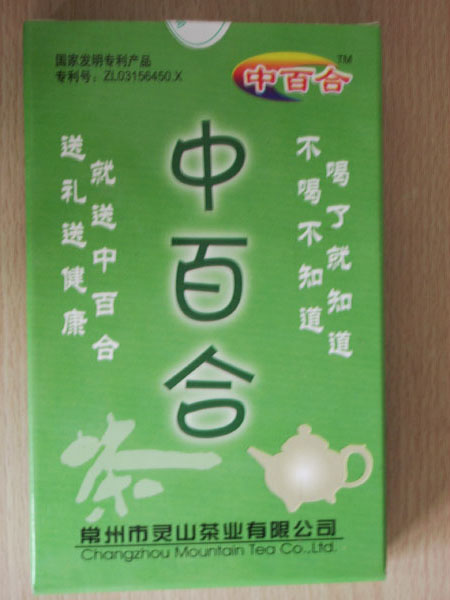 国家发明专利产品
专利号：ZL03156450.X
中百合™
中百合
不喝不知道
喝了就知道
送礼送健康
就送中百合
茶
常州市灵山茶业有限公司
Changzhou Mountain Tea Co.,Ltd.